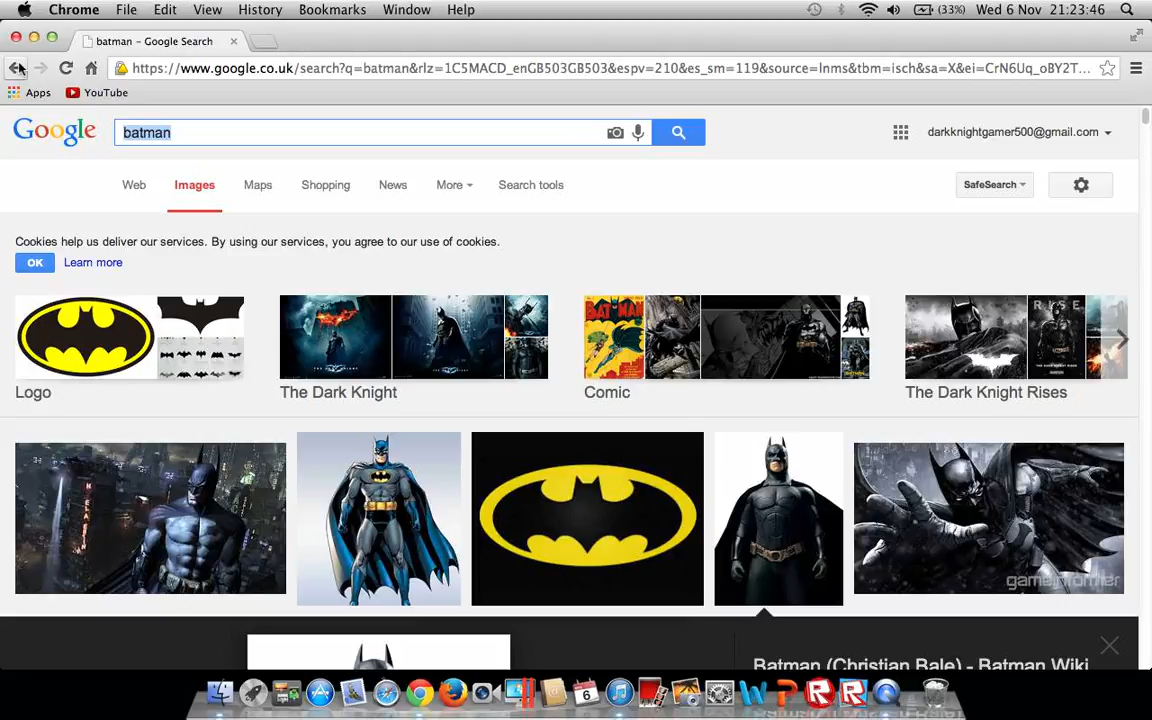 Chrome File Edit View History Bookmarks Window Help (33%) Wed 6 Nov 21:23:46
batman – Google Search
https://www.google.co.uk/search?q=batman&rlz=1C5MACD_enGB503GB503&espv=210&es_sm=119&source=lnms&tbm=isch&sa=X&ei=CrN6Uq_oBY2T...
Apps YouTube
Google batman darkknightgamer500@gmail.com
Web Images Maps Shopping News More Search tools SafeSearch
Cookies help us deliver our services. By using our services, you agree to our use of cookies.
OK Learn more
BATMAN
RISE
Logo The Dark Knight Comic The Dark Knight Rises
gameinformer
Batman (Christian Bale) - Batman Wiki
6